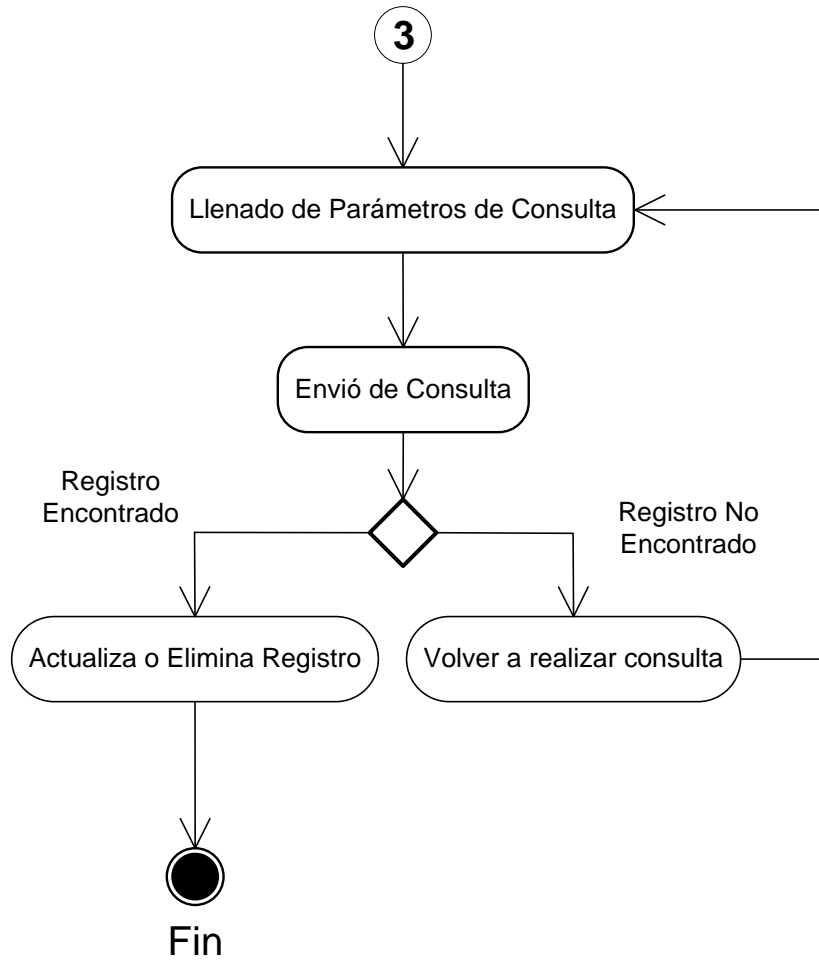 3
Llenado de Parámetros de Consulta
Envió de Consulta
Registro
Encontrado
Registro No
Encontrado
Actualiza o Elimina Registro
Volver a realizar consulta
Fin